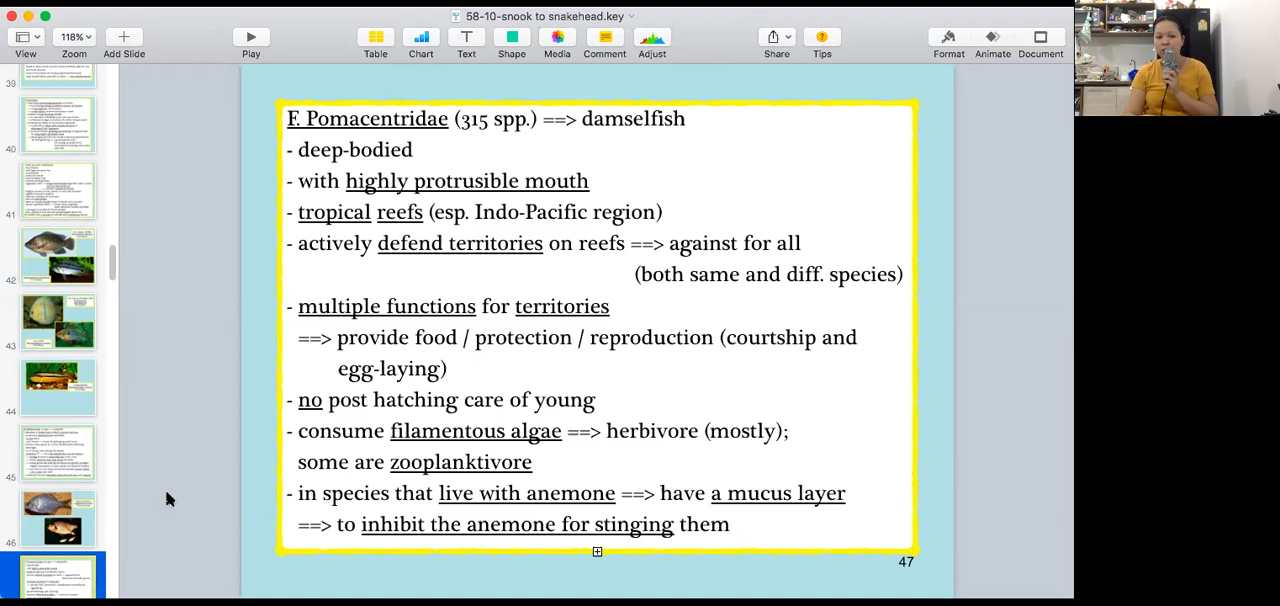 58-10-snook to snakehead.key
118%
View Zoom Add Slide Play Table Chart Text Shape Media Comment Adjust Share Tips Format Animate Document
39
40
41
42
43
44
45
46
F. Pomacentridae (315 spp.) ==> damselfish
- deep-bodied
- with highly protusible mouth
- tropical reefs (esp. Indo-Pacific region)
- actively defend territories on reefs ==> against for all
(both same and diff. species)
- multiple functions for territories
==> provide food / protection / reproduction (courtship and
egg-laying)
- no post hatching care of young
- consume filamentous algae ==> herbivore (mostly);
some are zooplanktivore
- in species that live with anemone ==> have a mucus layer
==> to inhibit the anemone for stinging them
47